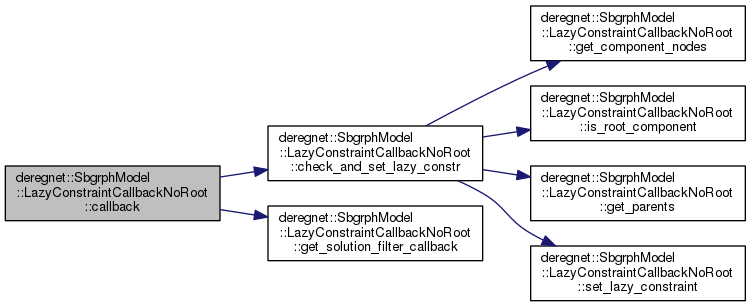 deregnet::SbgrphModel
::LazyConstraintCallbackNoRoot
::callback
deregnet::SbgrphModel
::LazyConstraintCallbackNoRoot
::check_and_set_lazy_constr
deregnet::SbgrphModel
::LazyConstraintCallbackNoRoot
::get_solution_filter_callback
deregnet::SbgrphModel
::LazyConstraintCallbackNoRoot
::get_component_nodes
deregnet::SbgrphModel
::LazyConstraintCallbackNoRoot
::is_root_component
deregnet::SbgrphModel
::LazyConstraintCallbackNoRoot
::get_parents
deregnet::SbgrphModel
::LazyConstraintCallbackNoRoot
::set_lazy_constraint